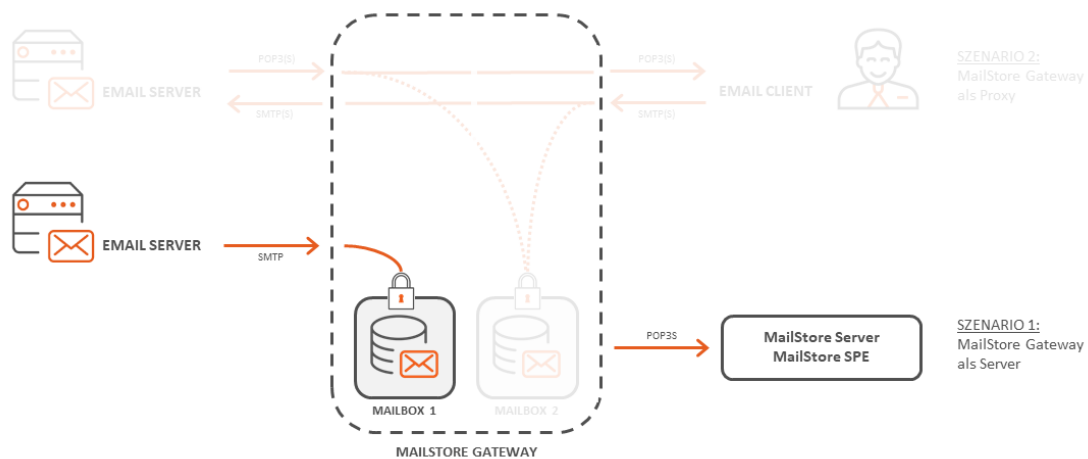 POP3(S)
POP3(S)
SZENARIO 2:
MailStore Gateway
als Proxy
EMAIL SERVER
EMAIL CLIENT
SMTP(S)
SMTP(S)
EMAIL SERVER
SMTP
POP3S
MailStore Server
MailStore SPE
SZENARIO 1:
MailStore Gateway
als Server
MAILBOX 1
MAILBOX 2
MAILSTORE GATEWAY